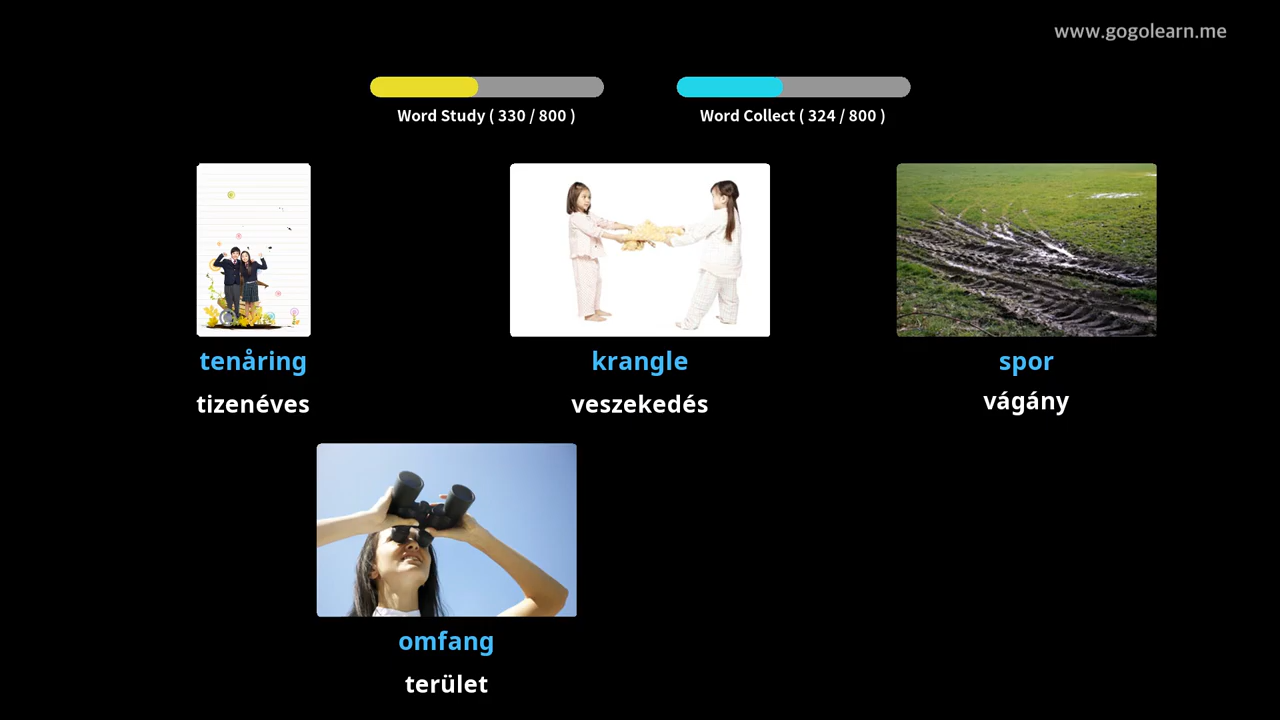 www.gogolearn.me
Word Study ( 330 / 800 )
Word Collect ( 324 / 800 )
tenåring
tizenéves
krangle
veszekedés
spor
vágány
omfang
terület